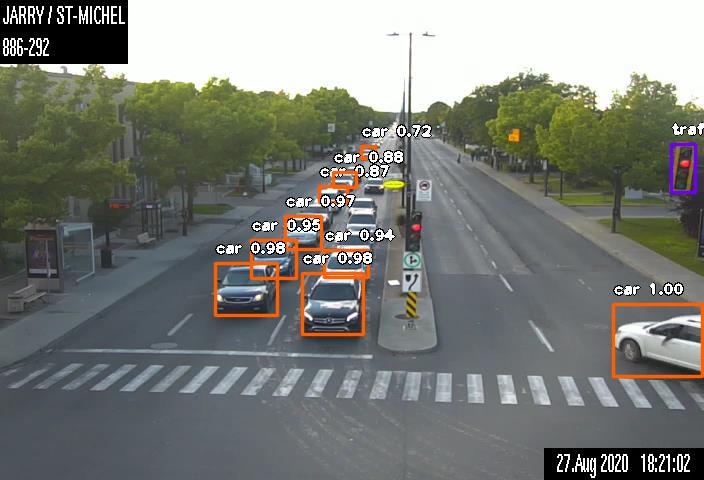 JARRY / ST-MICHEL
886-292
car 0.72
car 0.88
0.87
car 0.97
car 0.95
car 0.94
car 0.98
car 0.98
traf
car 1.00
27.Aug 2020 18:21:02